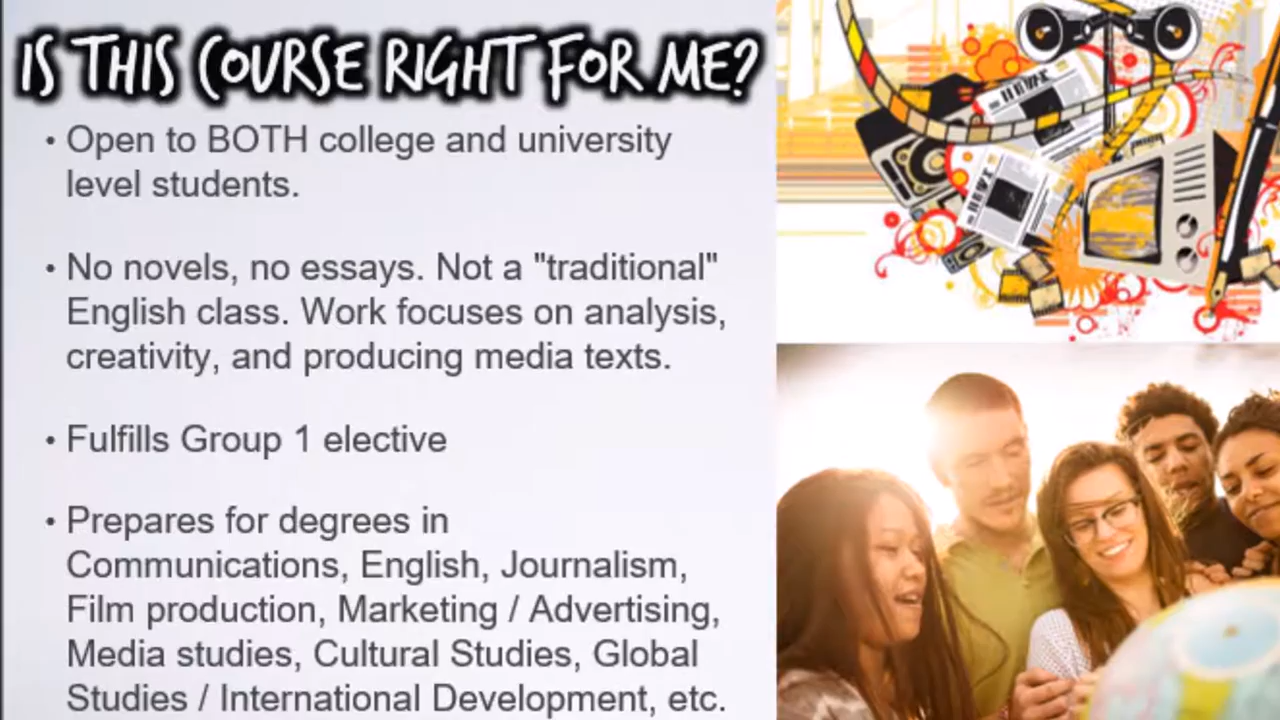 IS THIS COURSE RIGHT FOR ME?
• Open to BOTH college and university
level students.
• No novels, no essays. Not a "traditional"
English class. Work focuses on analysis,
creativity, and producing media texts.
• Fulfills Group 1 elective
• Prepares for degrees in
Communications, English, Journalism,
Film production, Marketing / Advertising,
Media studies, Cultural Studies, Global
Studies / International Development, etc.